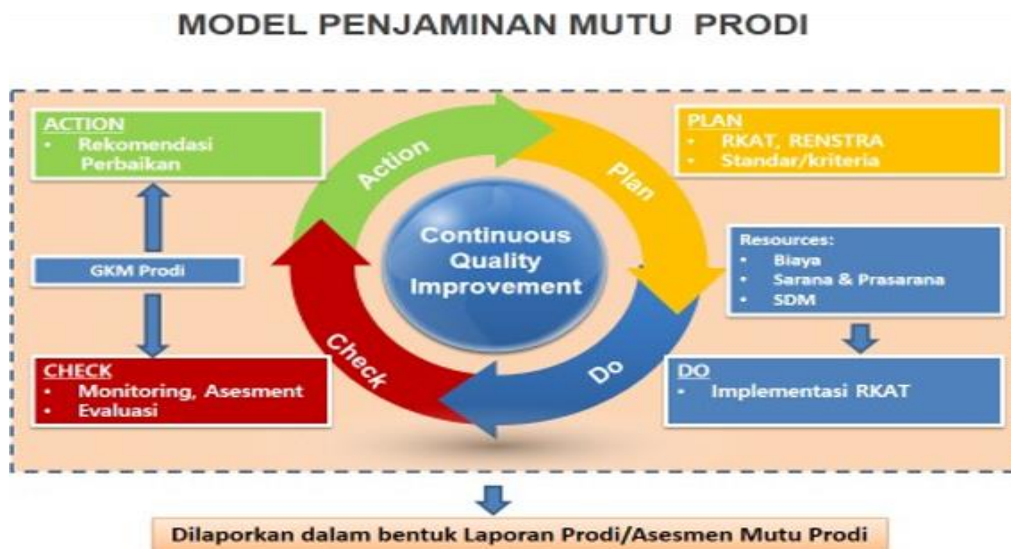 MODEL PENJAMINAN MUTU PRODI
ACTION
• Rekomendasi
Perbaikan
PLAN
• RKAT, RENSTRA
• Standar/kriteria
Action
Plan
Continuous
Quality
Improvement
GKM Prodi
Resources:
• Biaya
• Sarana & Prasarana
• SDM
Check
Do
CHECK
• Monitoring, Asesment
• Evaluasi
DO
• Implementasi RKAT
Dilaporkan dalam bentuk Laporan Prodi/Asesmen Mutu Prodi